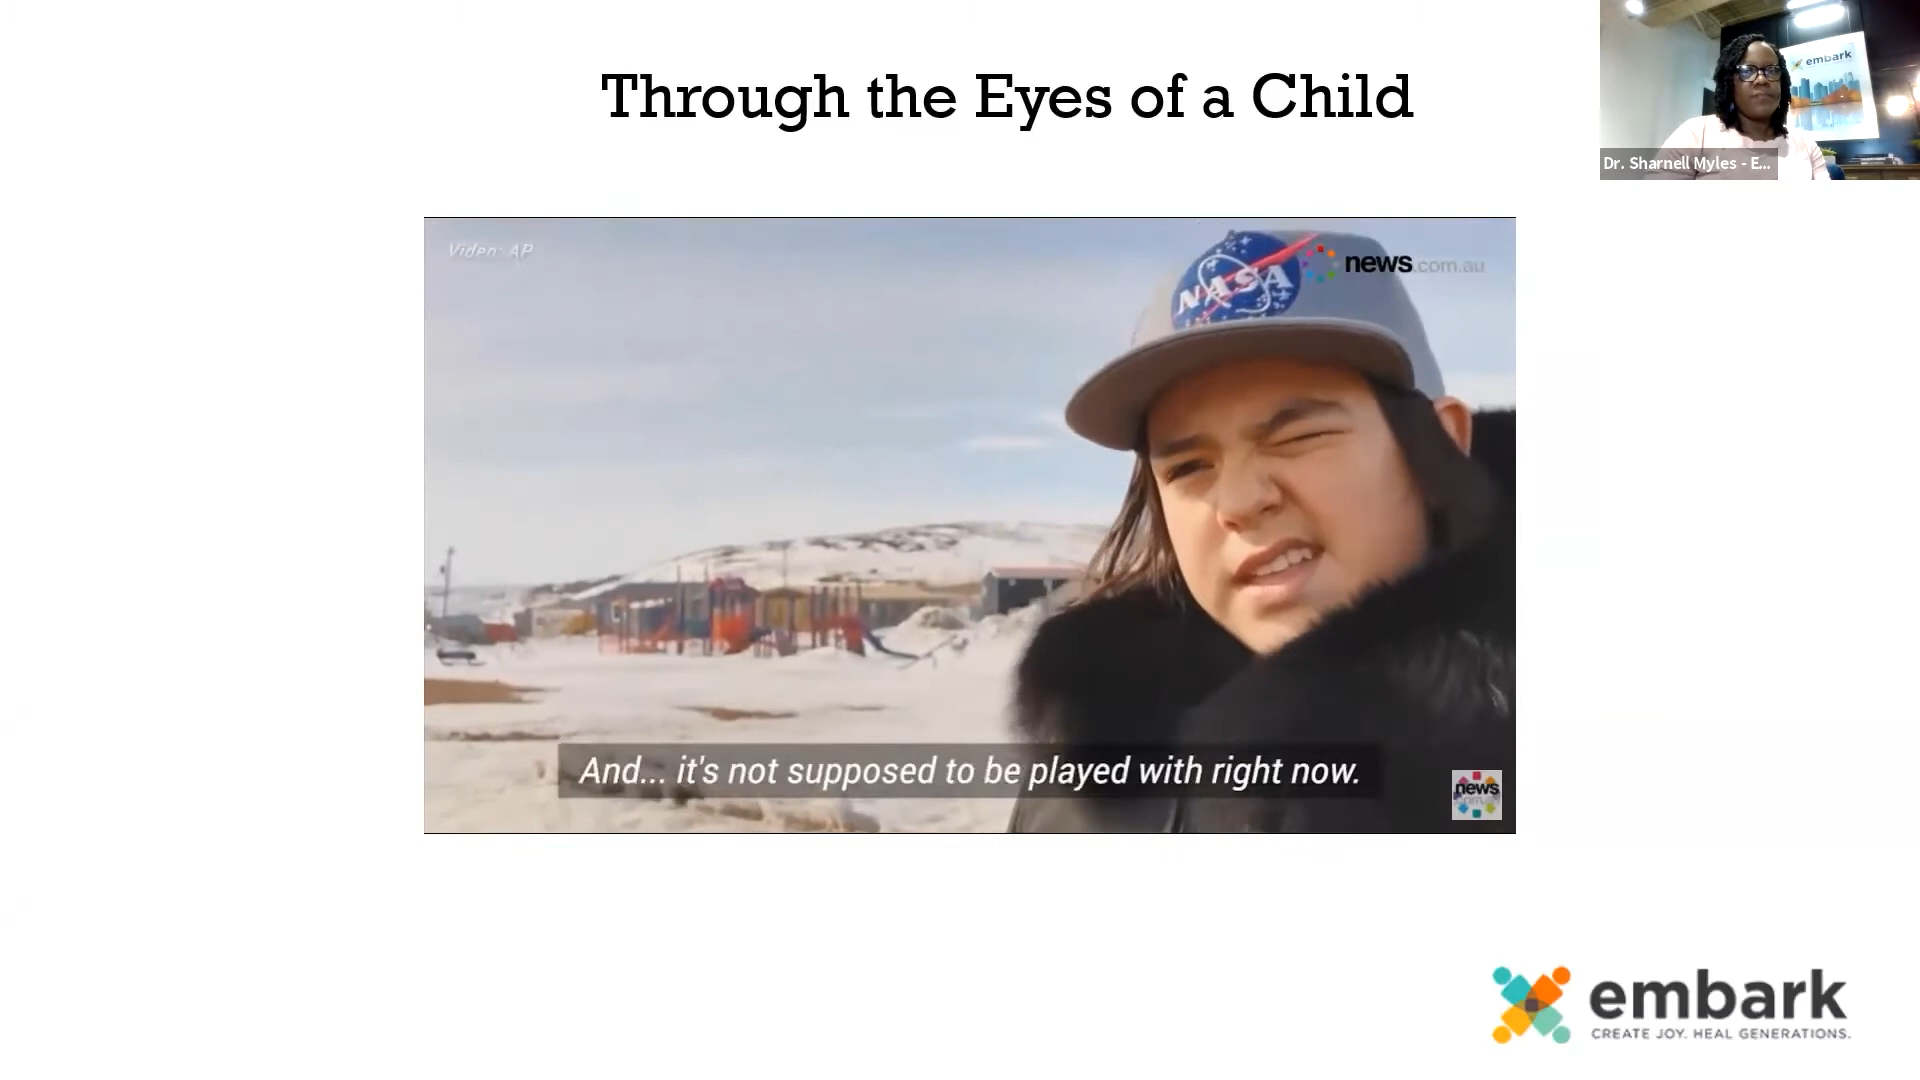 Through the Eyes of a Child
embark
Dr. Sharnell Myles - E...
Video: AP
NASA
news.com.au
And... it's not supposed to be played with right now.
news
embark
CREATE JOY. HEAL GENERATIONS.